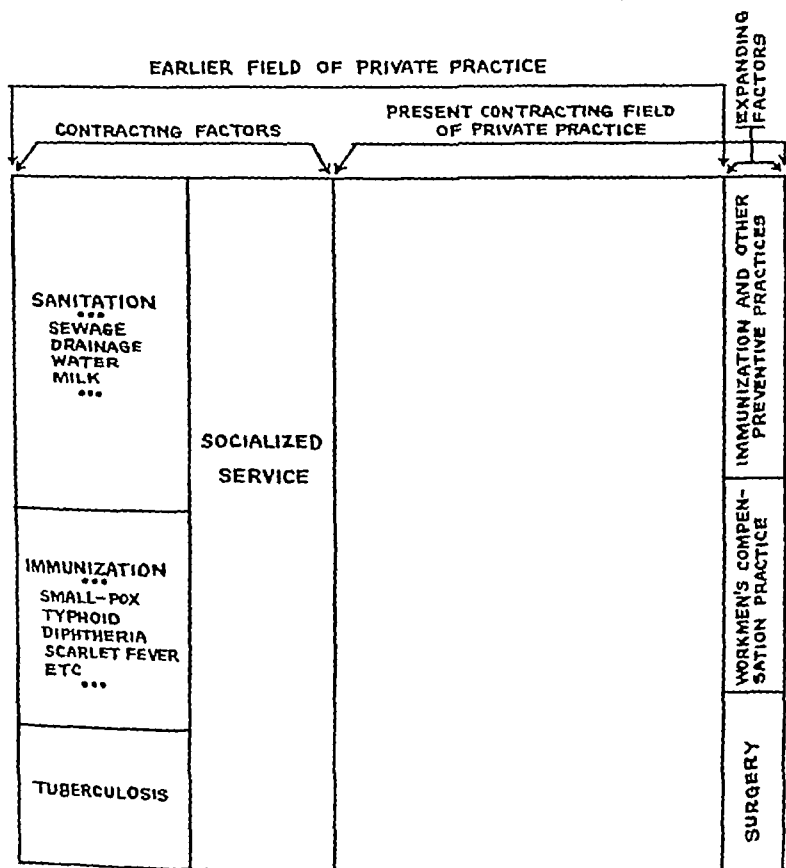 EARLIER FIELD OF PRIVATE PRACTICE
EXPANDING
FACTORS
CONTRACTING FACTORS
PRESENT CONTRACTING FIELD
OF PRIVATE PRACTICE
SANITATION
•••
SEWAGE
DRAINAGE
WATER
MILK
•••
IMMUNIZATION
•••
SMALL-POX
TYPHOID
DIPHTHERIA
SCARLET FEVER
ETC
•••
TUBERCULOSIS
SOCIALIZED
SERVICE
IMMUNIZATION AND OTHER
PREVENTIVE PRACTICES
WORKMEN'S COMPEN-
SATION PRACTICE
SURGERY